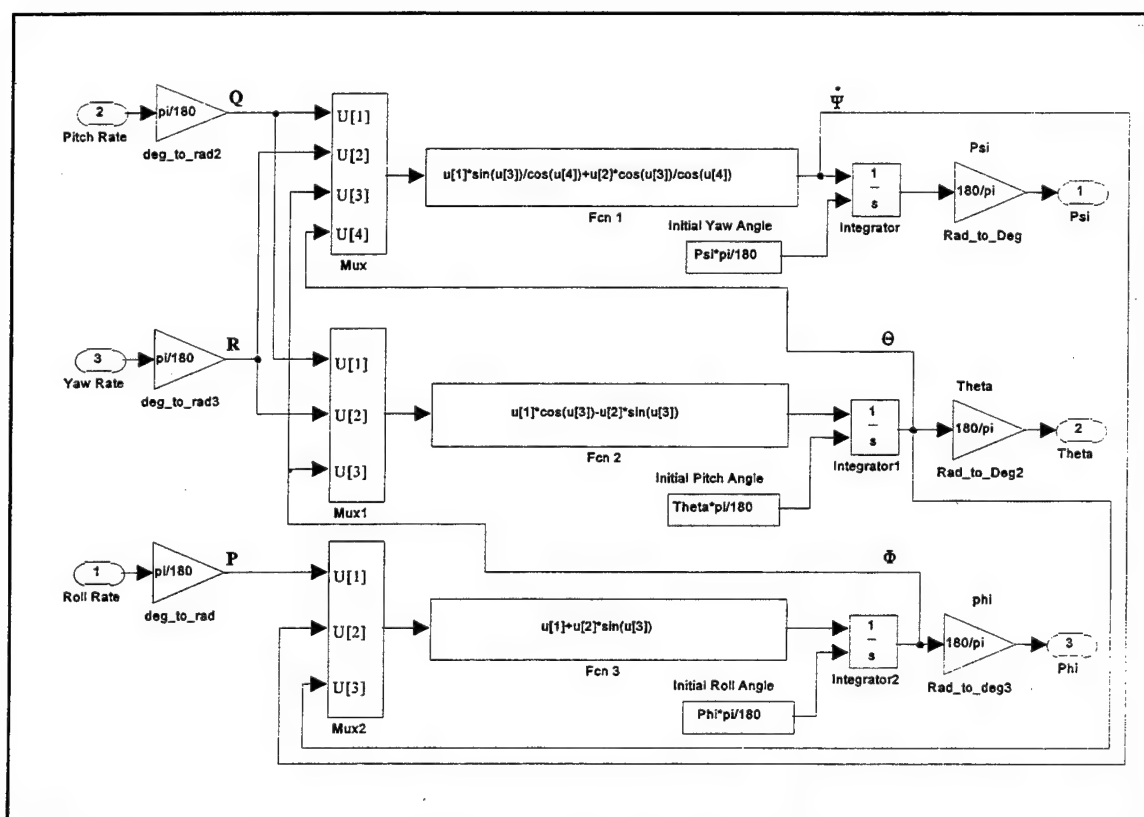 2
Pitch Rate
pi/180
deg_to_rad2
Q
U[1]
U[2]
U[3]
U[4]
Mux
u[1]*sin(u[3])/cos(u[4])+u[2]*cos(u[3])/cos(u[4])
Fcn 1
Ψ̇
Initial Yaw Angle
Psi*pi/180
1
s
Integrator
Psi
180/pi
Rad_to_Deg
1
Psi
3
Yaw Rate
pi/180
deg_to_rad3
R
U[1]
U[2]
U[3]
Mux1
u[1]*cos(u[3])-u[2]*sin(u[3])
Fcn 2
Θ
Initial Pitch Angle
Theta*pi/180
1
s
Integrator1
Theta
180/pi
Rad_to_Deg2
2
Theta
1
Roll Rate
pi/180
deg_to_rad
P
U[1]
U[2]
U[3]
Mux2
u[1]+u[2]*sin(u[3])
Fcn 3
Φ
Initial Roll Angle
Phi*pi/180
1
s
Integrator2
phi
180/pi
Rad_to_deg3
3
Phi